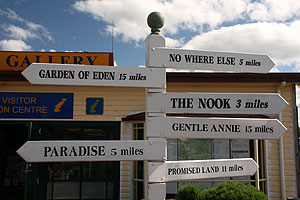 GALLERY
NO WHERE ELSE 5 miles
GARDEN OF EDEN 15 miles
VISITOR
ON CENTRE
i
i
THE NOOK 3 miles
GENTLE ANNIE 15 miles
PARADISE 5 miles
PROMISED LAND 11 miles